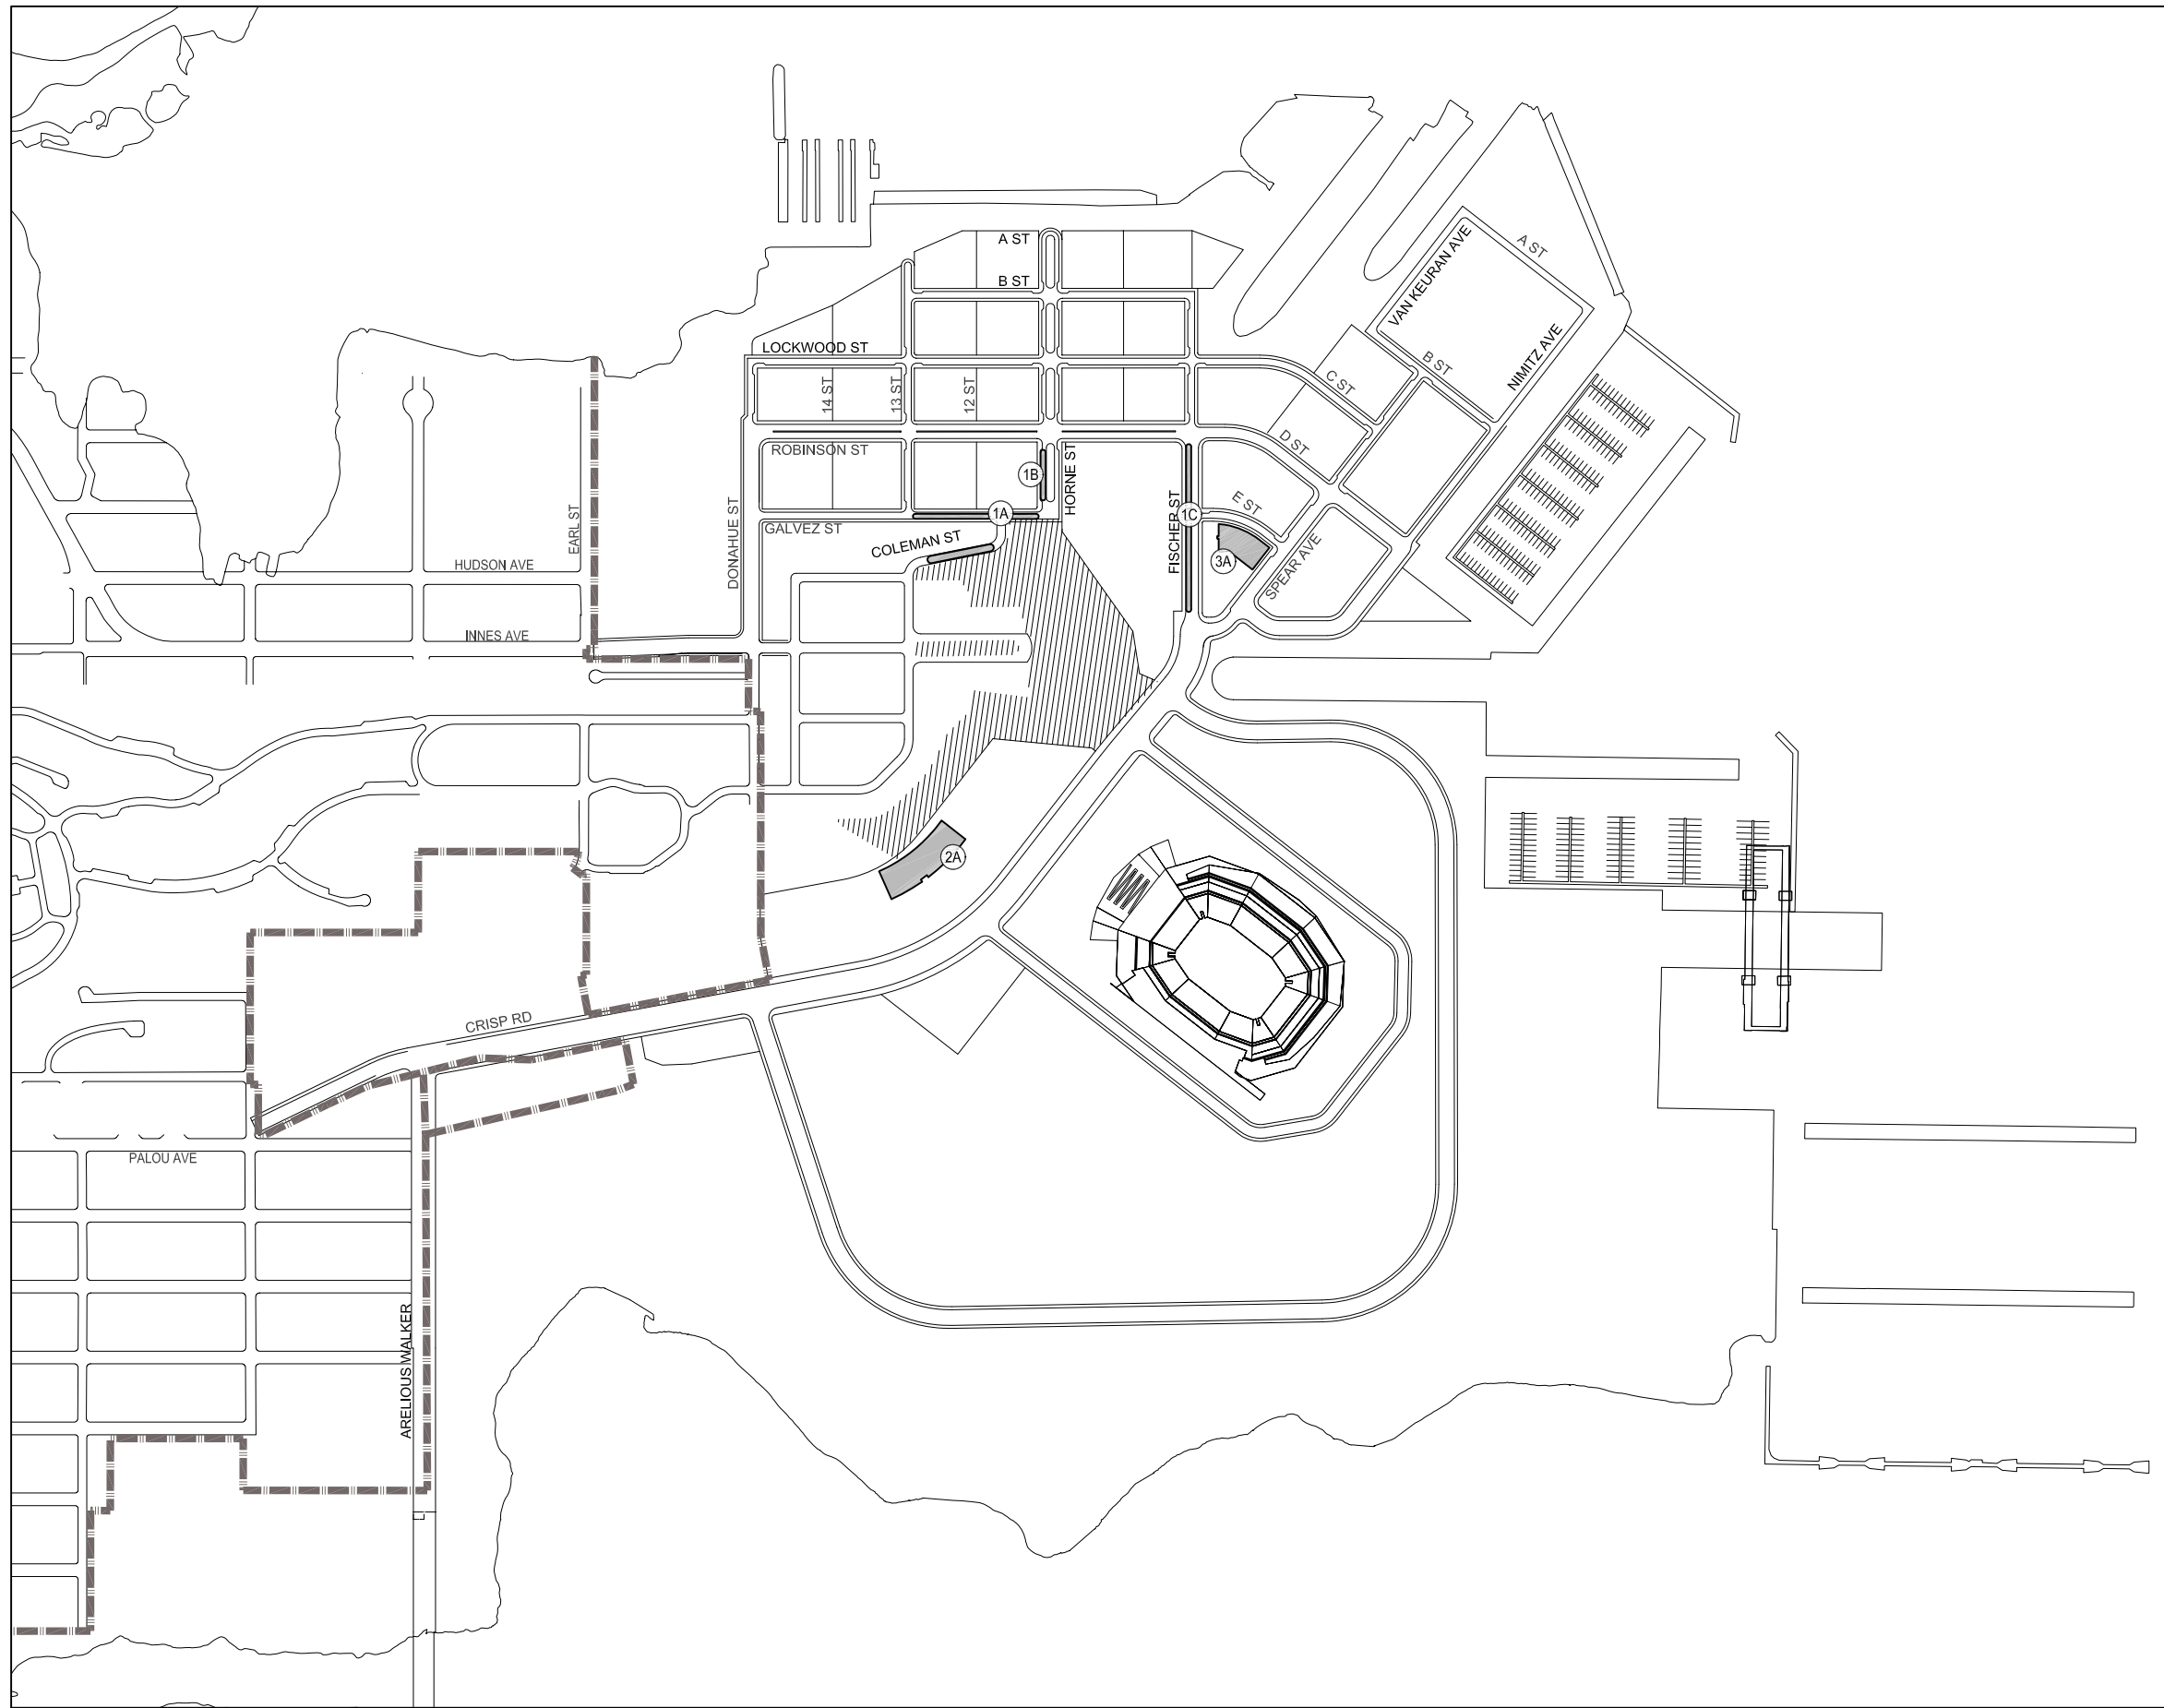 A ST
B ST
A ST
VAN KEURAN AVE
LOCKWOOD ST
B ST
NIMITZ AVE
C ST
14 ST
13 ST
12 ST
D ST
ROBINSON ST
1B
HORNE ST
E ST
1A
1C
EARL ST
DONAHUE ST
GALVEZ ST
COLEMAN ST
FISCHER ST
3A
SPEAR AVE
HUDSON AVE
INNES AVE
2A
CRISP RD
PALOU AVE
ARELIOUS WALKER